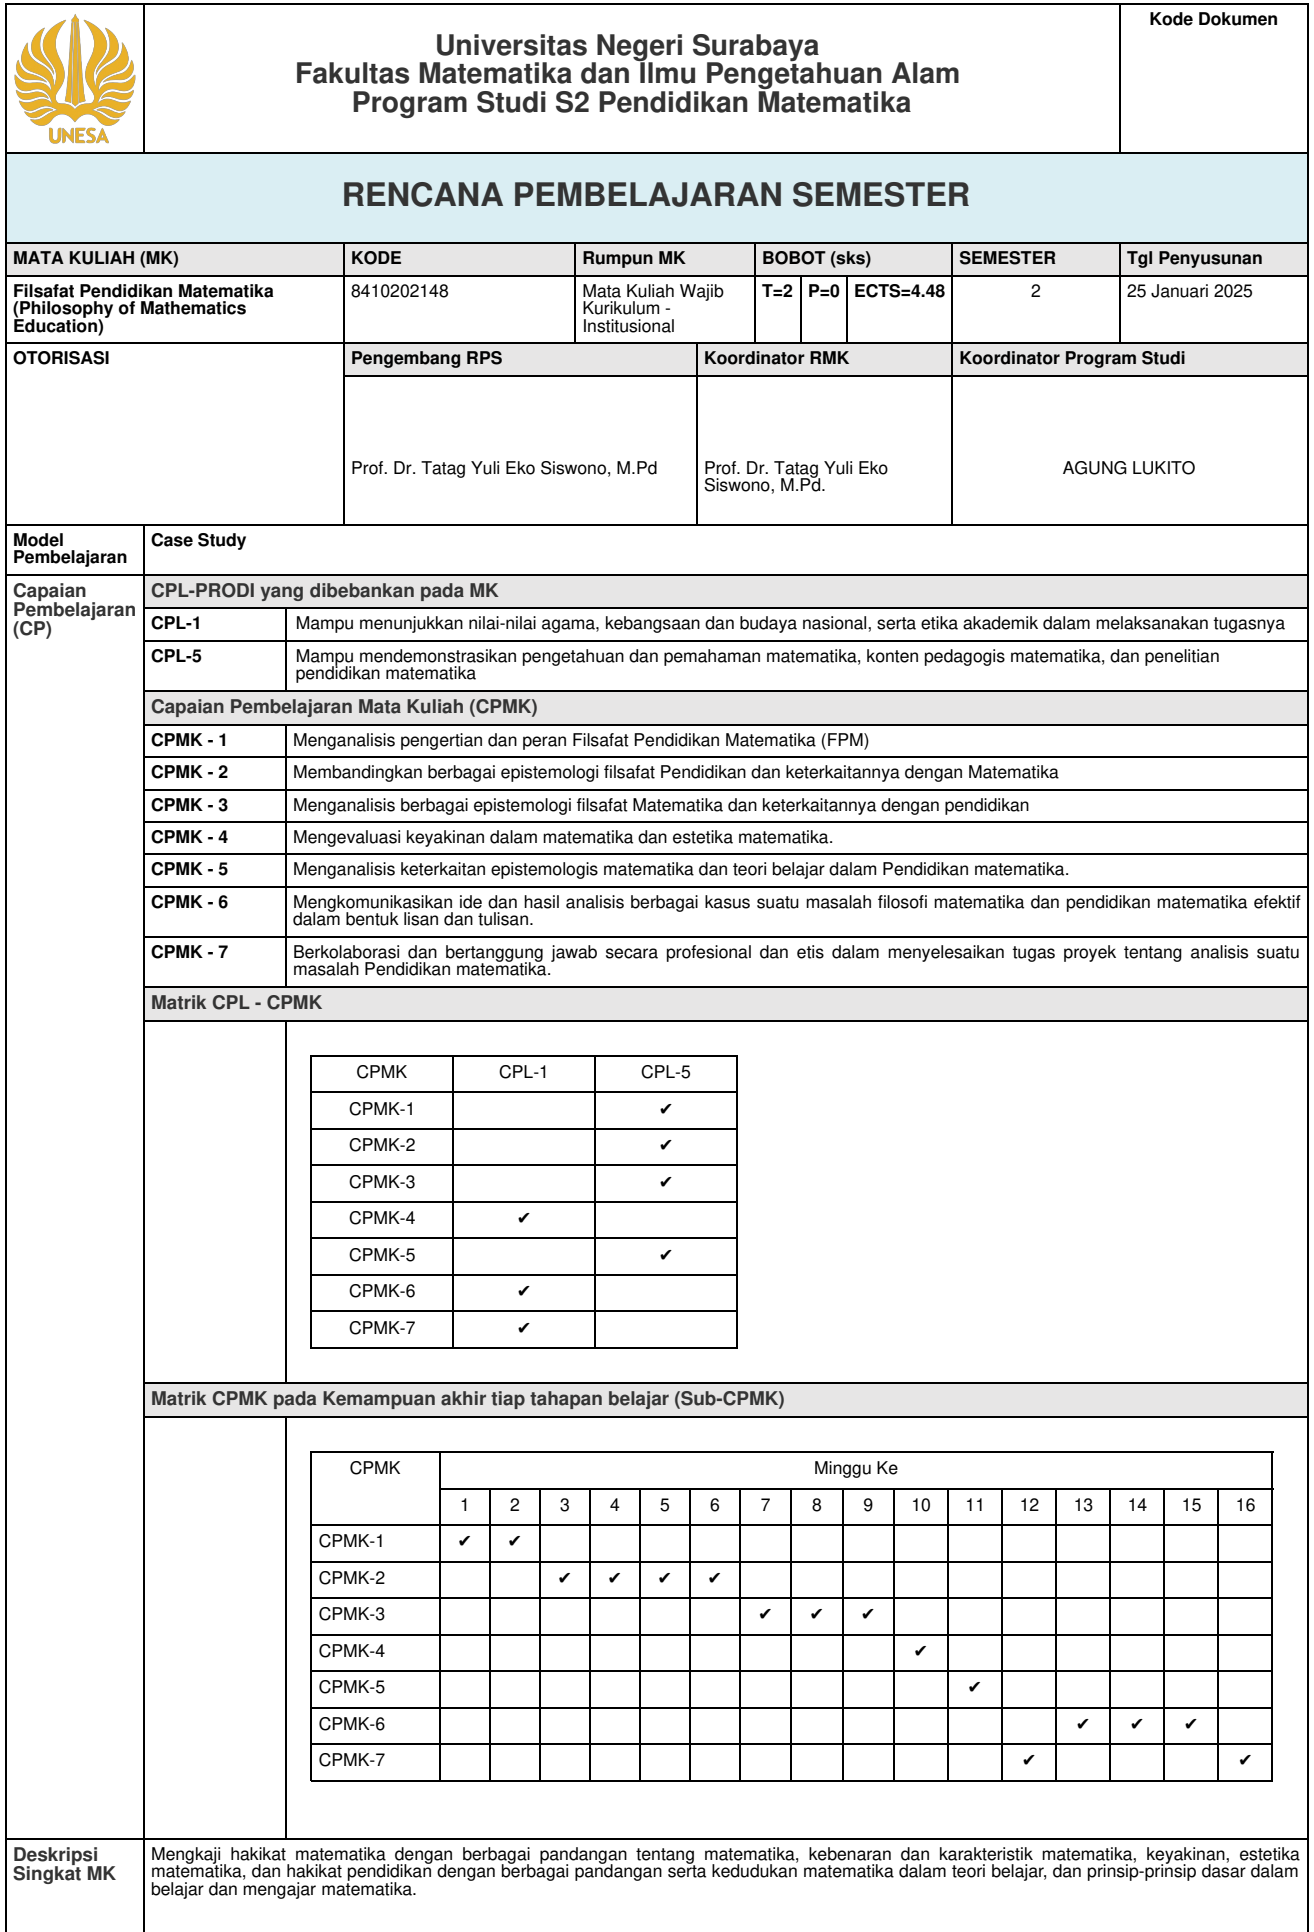 UNESA
Universitas Negeri Surabaya
Fakultas Matematika dan Ilmu Pengetahuan Alam
Program Studi S2 Pendidikan Matematika
Kode Dokumen
RENCANA PEMBELAJARAN SEMESTER
MATA KULIAH (MK) KODE Rumpun MK BOBOT (sks) SEMESTER Tgl Penyusunan
Filsafat Pendidikan Matematika
(Philosophy of Mathematics
Education)
8410202148
Mata Kuliah Wajib
Kurikulum -
Institusional
T=2 P=0 ECTS=4.48
2
25 Januari 2025
OTORISASI Pengembang RPS Koordinator RMK Koordinator Program Studi
Prof. Dr. Tatag Yuli Eko Siswono, M.Pd
Prof. Dr. Tatag Yuli Eko
Siswono, M.Pd.
AGUNG LUKITO
Model
Pembelajaran
Case Study
Capaian
Pembelajaran
(CP)
CPL-PRODI yang dibebankan pada MK
CPL-1 Mampu menunjukkan nilai-nilai agama, kebangsaan dan budaya nasional, serta etika akademik dalam melaksanakan tugasnya
CPL-5 Mampu mendemonstrasikan pengetahuan dan pemahaman matematika, konten pedagogis matematika, dan penelitian
pendidikan matematika
Capaian Pembelajaran Mata Kuliah (CPMK)
CPMK - 1 Menganalisis pengertian dan peran Filsafat Pendidikan Matematika (FPM)
CPMK - 2 Membandingkan berbagai epistemologi filsafat Pendidikan dan keterkaitannya dengan Matematika
CPMK - 3 Menganalisis berbagai epistemologi filsafat Matematika dan keterkaitannya dengan pendidikan
CPMK - 4 Mengevaluasi keyakinan dalam matematika dan estetika matematika.
CPMK - 5 Menganalisis keterkaitan epistemologis matematika dan teori belajar dalam Pendidikan matematika.
CPMK - 6 Mengkomunikasikan ide dan hasil analisis berbagai kasus suatu masalah filosofi matematika dan pendidikan matematika efektif
dalam bentuk lisan dan tulisan.
CPMK - 7 Berkolaborasi dan bertanggung jawab secara profesional dan etis dalam menyelesaikan tugas proyek tentang analisis suatu
masalah Pendidikan matematika.
Matrik CPL - CPMK
CPMK CPL-1 CPL-5
CPMK-1 ✔
CPMK-2 ✔
CPMK-3 ✔
CPMK-4 ✔
CPMK-5 ✔
CPMK-6 ✔
CPMK-7 ✔
Matrik CPMK pada Kemampuan akhir tiap tahapan belajar (Sub-CPMK)
CPMK Minggu Ke
1 2 3 4 5 6 7 8 9 10 11 12 13 14 15 16
CPMK-1 ✔ ✔
CPMK-2 ✔ ✔ ✔ ✔
CPMK-3 ✔ ✔ ✔
CPMK-4 ✔
CPMK-5 ✔
CPMK-6 ✔ ✔ ✔
CPMK-7 ✔ ✔
Deskripsi
Singkat MK
Mengkaji hakikat matematika dengan berbagai pandangan tentang matematika, kebenaran dan karakteristik matematika, keyakinan, estetika
matematika, dan hakikat pendidikan dengan berbagai pandangan serta kedudukan matematika dalam teori belajar, dan prinsip-prinsip dasar dalam
belajar dan mengajar matematika.